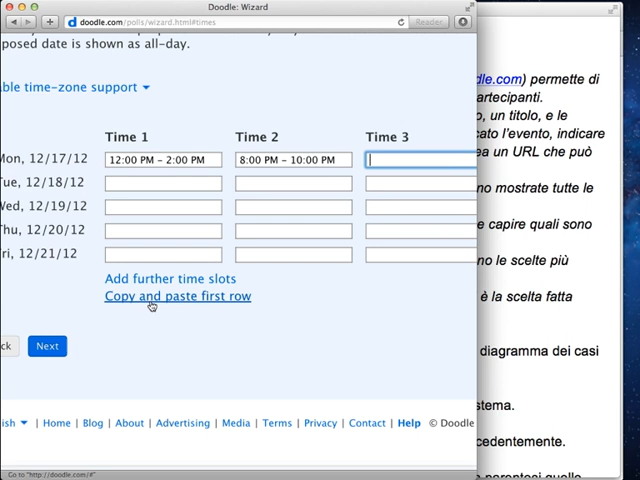 Doodle: Wizard
doodle.com/polls/wizard.html#times
Reader
posed date is shown as all-day.
able time-zone support
Time 1 Time 2 Time 3
Mon, 12/17/12 12:00 PM – 2:00 PM 8:00 PM – 10:00 PM
Tue, 12/18/12
Wed, 12/19/12
Thu, 12/20/12
Fri, 12/21/12
Add further time slots
Copy and paste first row
ck Next
ish | Home | Blog | About | Advertising | Media | Terms | Privacy | Contact | Help © Doodle
Go to "http://doodle.com/#"
dle.com) permette di
artecipanti.
o, un titolo, e le
cato l'evento, indicare
ea un URL che può
no mostrate tutte le
e capire quali sono
no le scelte più
è la scelta fatta
diagramma dei casi
stema.
cedentemente.